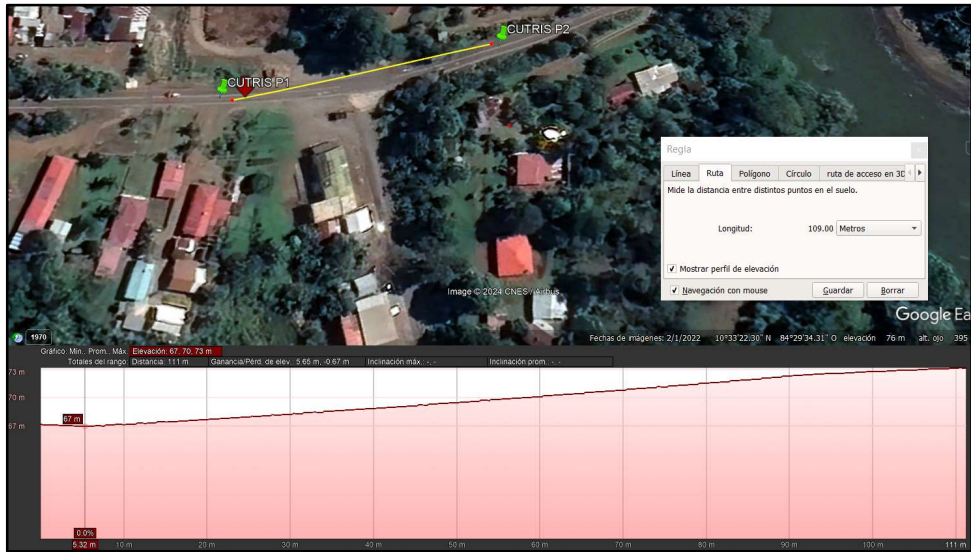 CUTRIS P2
CUTRIS P1
Regla
Línea Ruta Polígono Círculo ruta de acceso en 3D
Mide la distancia entre distintos puntos en el suelo.
Longitud: 109.00 Metros
Mostrar perfil de elevación
Navegación con mouse Guardar Borrar
Image © 2024 CNES / Airbus
Google Ea
1970
Fechas de imágenes: 2/1/2022 10°33'22.30" N 84°29'34.31" O elevación 76 m alt. ojo 395
Gráfico: Mín., Prom., Máx. Elevación: 67, 70, 73 m
Totales del rango: Distancia: 111 m Ganancia/Pérd. de elev.: 5.65 m, -0.67 m Inclinación máx.: -, - Inclinación prom.: -, -
73 m
70 m
67 m
67 m
0.0%
5.32 m 10 m 20 m 30 m 40 m 50 m 60 m 70 m 80 m 90 m 100 m 111 m